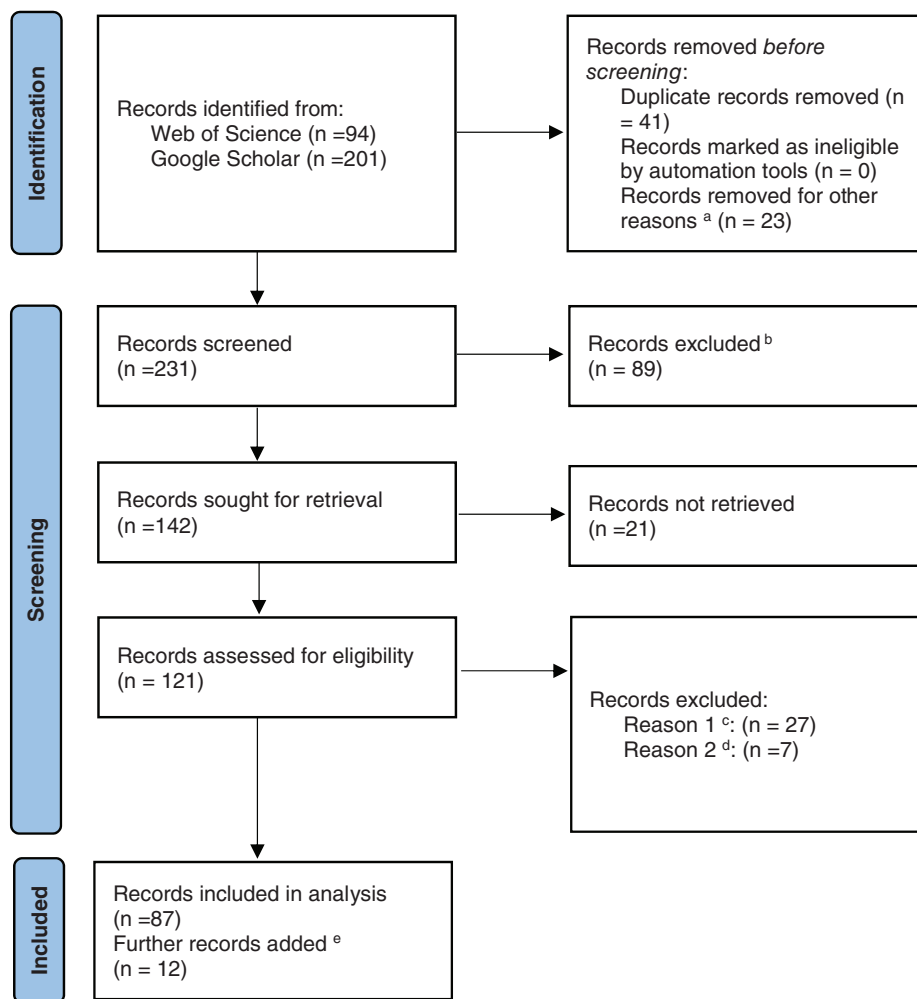 Identification
Records identified from:
Web of Science (n =94)
Google Scholar (n =201)
Records removed before
screening:
Duplicate records removed (n
= 41)
Records marked as ineligible
by automation tools (n = 0)
Records removed for other
reasons a (n = 23)
Screening
Records screened
(n =231)
Records excluded b
(n = 89)
Records sought for retrieval
(n =142)
Records not retrieved
(n =21)
Records assessed for eligibility
(n = 121)
Records excluded:
Reason 1 c: (n = 27)
Reason 2 d: (n =7)
Included
Records included in analysis
(n =87)
Further records added e
(n = 12)